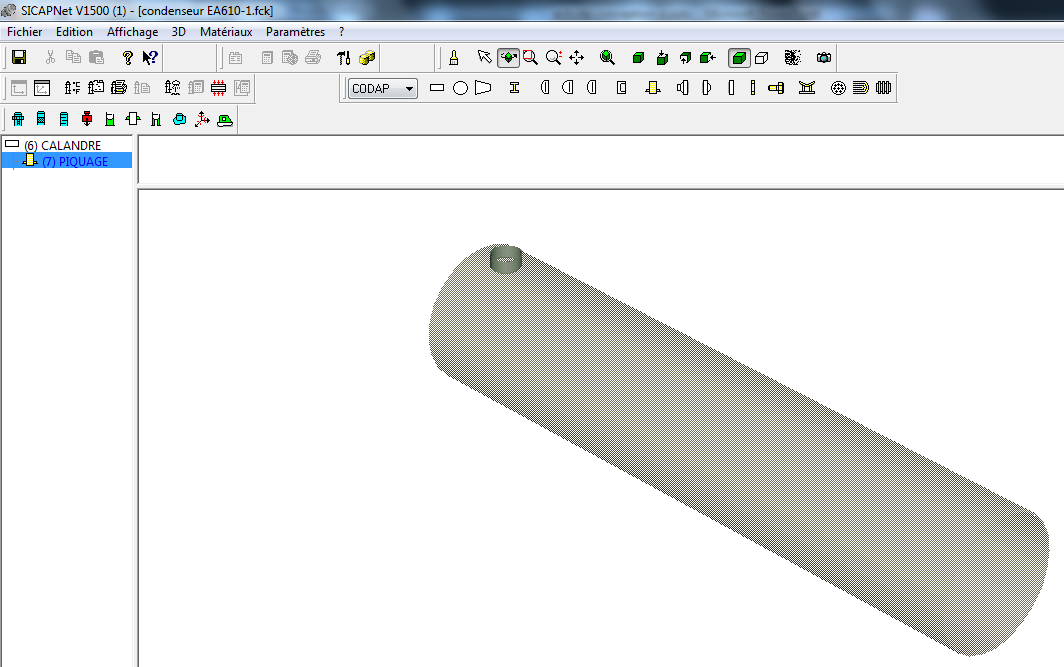 SICAPNet V1500 (1) - [condenseur EA610-1.fck]
Fichier Edition Affichage 3D Matériaux Paramètres ?
CODAP
(6) CALANDRE
(7) PIQUAGE